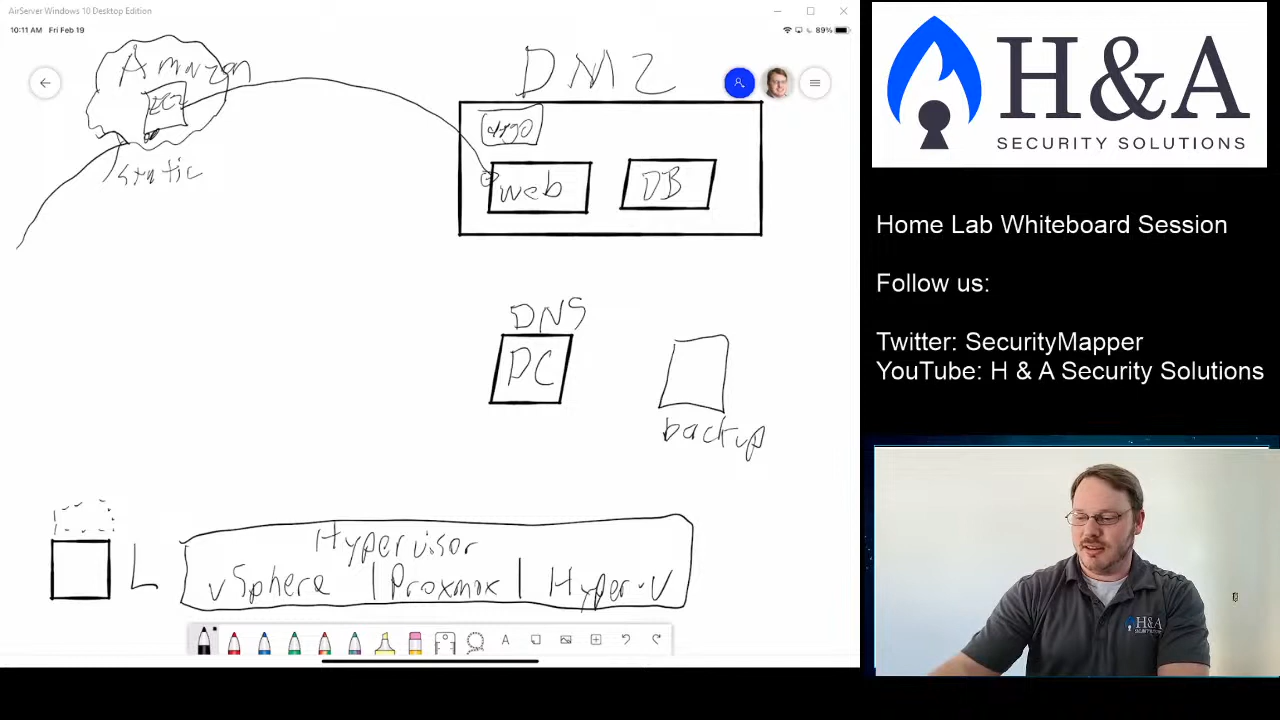 AirServer Windows 10 Desktop Edition
10:11 AM Fri Feb 19
89%
Amazon
EC2
Static
DMZ
web
DB
DNS
DC
backup
L
Hypervisor
vSphere | Proxmox | Hyper-V
A
H&A
SECURITY SOLUTIONS
Home Lab Whiteboard Session
Follow us:
Twitter: SecurityMapper
YouTube: H & A Security Solutions
H&A